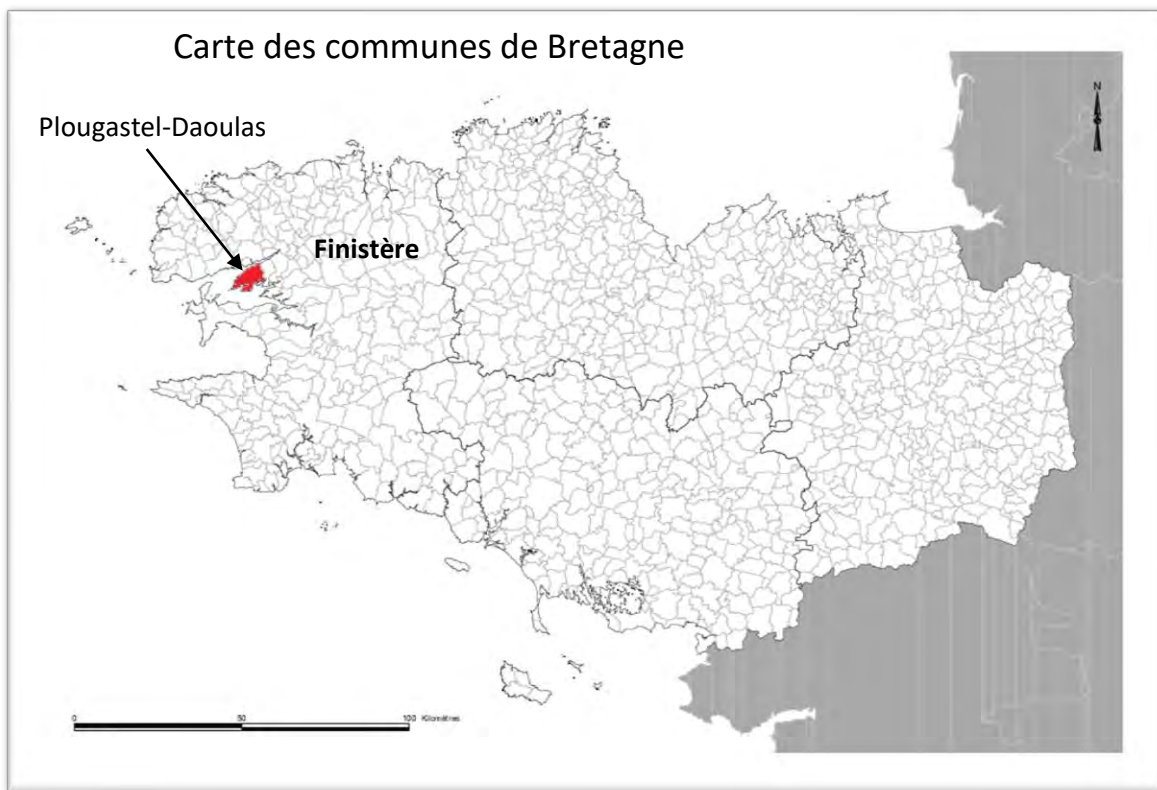 Carte des communes de Bretagne
Plougastel-Daoulas
N
Finistère
0 50 100 Kilomètres